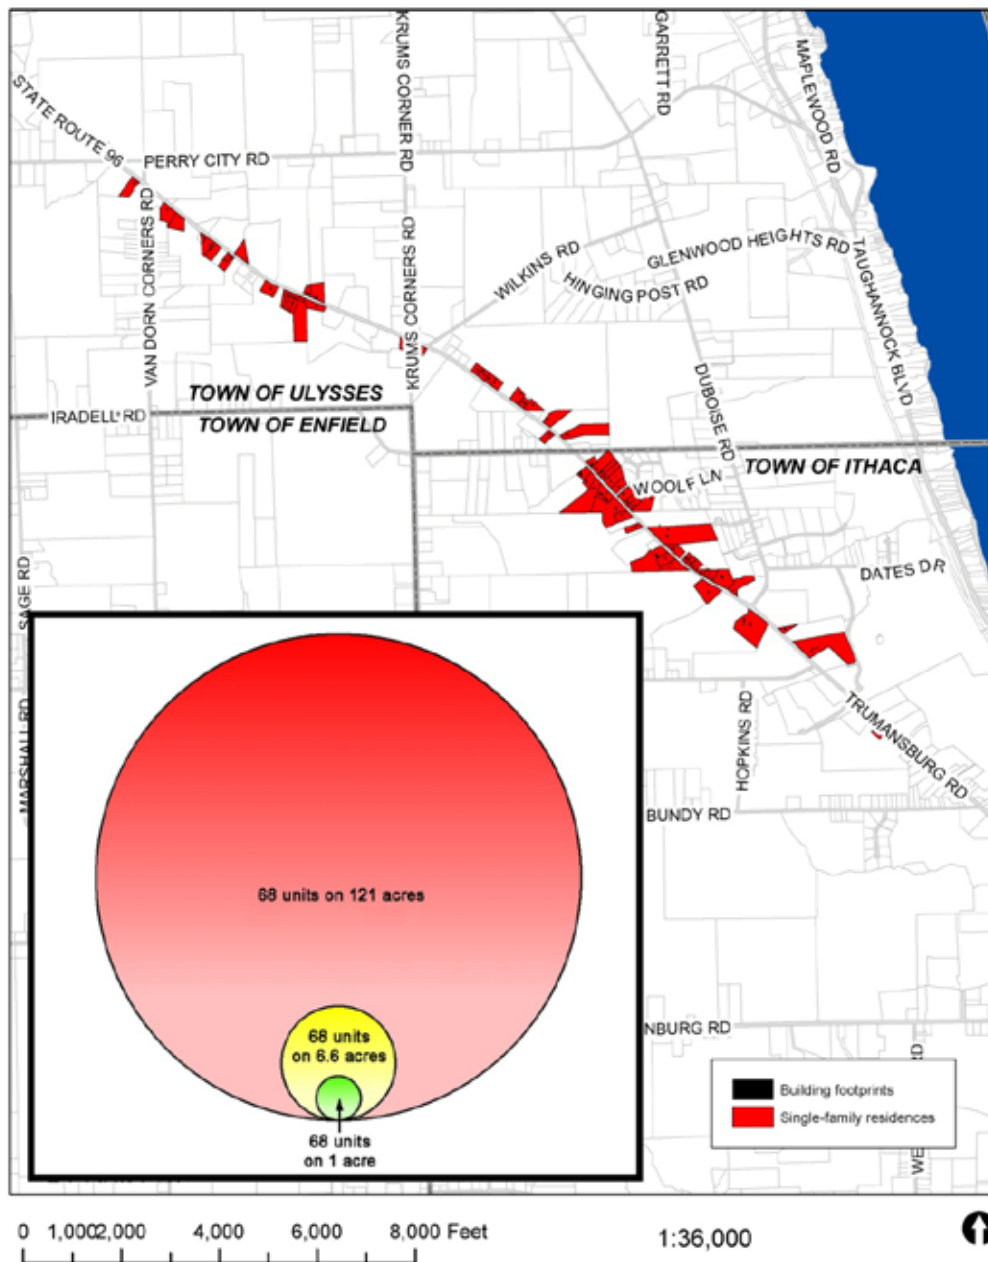 KRUMS CORNER RD
GARRETT RD
MAPLEWOOD RD
STATE ROUTE 96
PERRY CITY RD
VAN DORN CORNERS RD
KRUMS CORNERS RD
WILKINS RD
GLENWOOD HEIGHTS RD
HINGING POST RD
TAUGHANNOCK BLVD
DUBOISE RD
TOWN OF ULYSSES
IRADELL RD
TOWN OF ENFIELD
TOWN OF ITHACA
WOOLF LN
DATES DR
SAGE RD
MARSHALL RD
HOPKINS RD
TRUMANSBURG RD
BUNDY RD
NBURG RD
RD
WE
68 units on 121 acres
68 units
on 6.6 acres
68 units
on 1 acre
Building footprints
Single-family residences
0 1,000 2,000 4,000 6,000 8,000 Feet
1:36,000